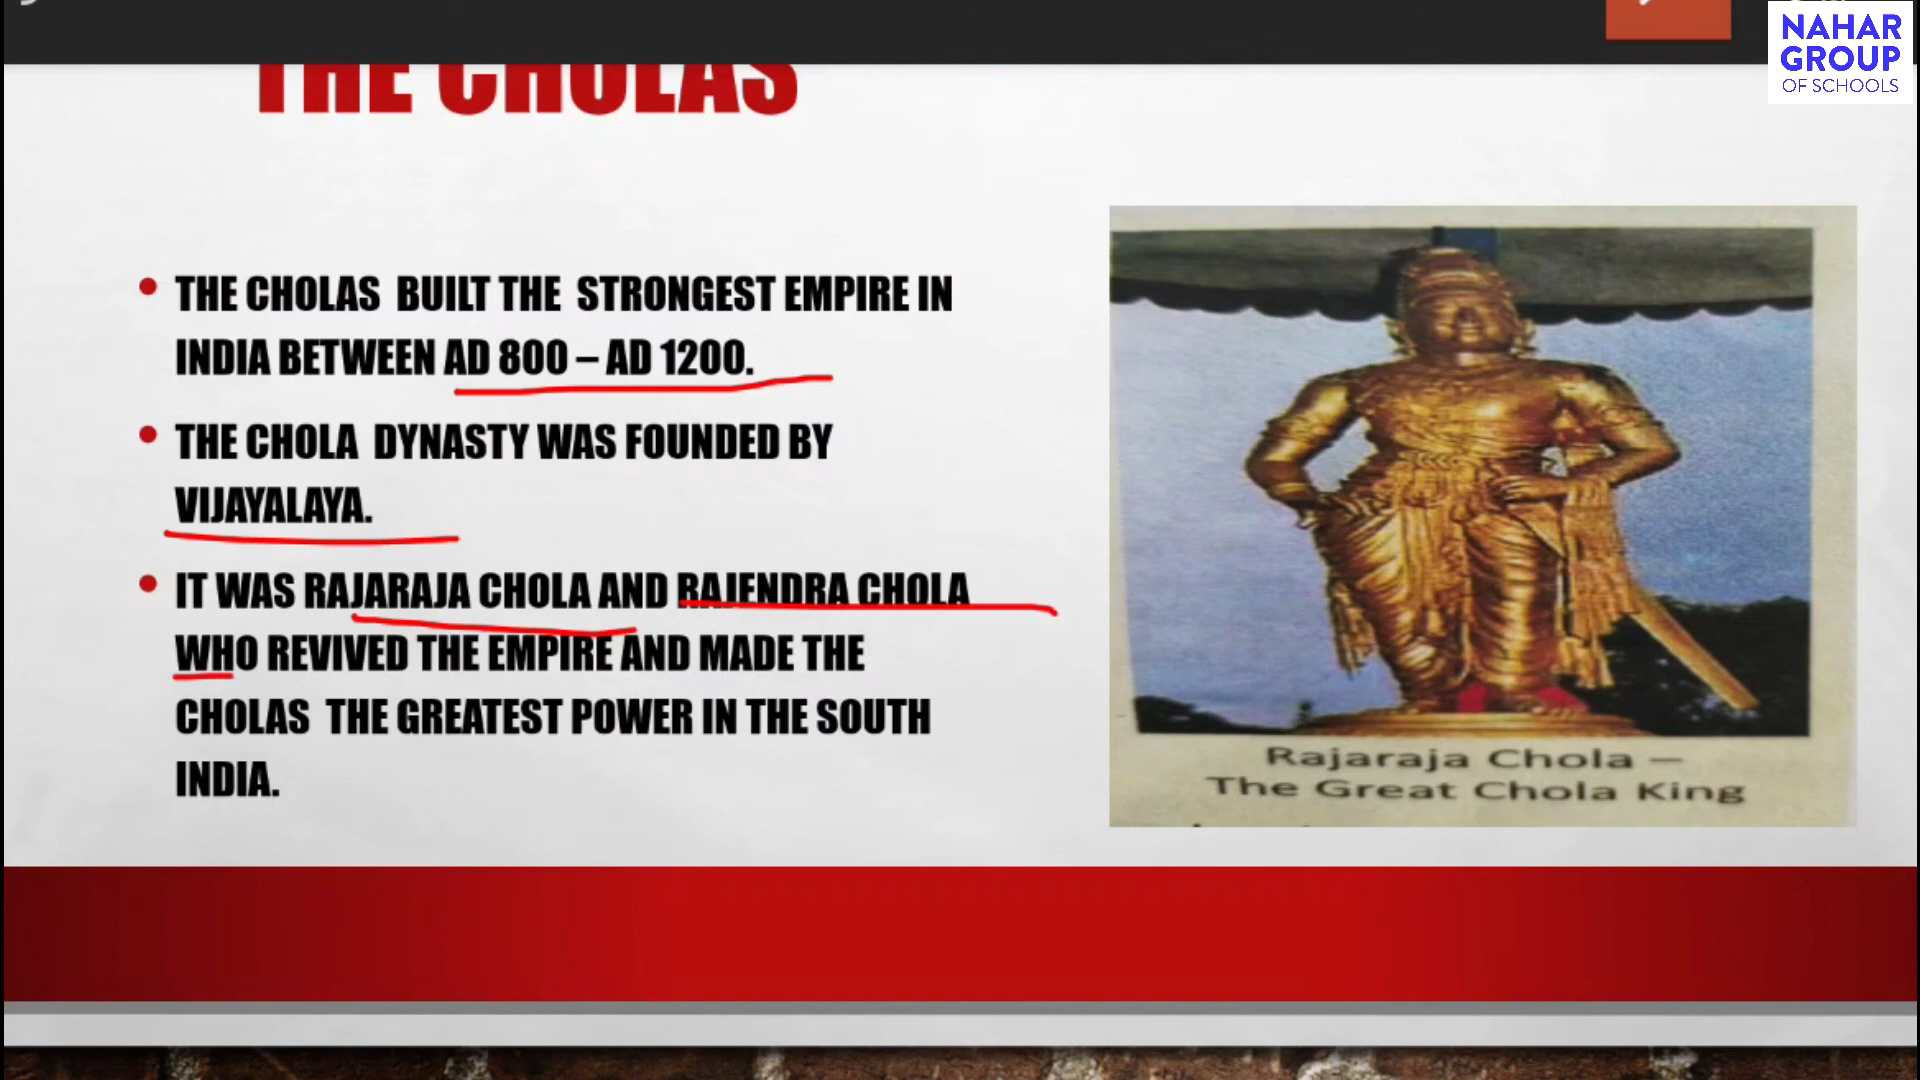 NAHAR
GROUP
OF SCHOOLS
THE CHOLAS
• THE CHOLAS BUILT THE STRONGEST EMPIRE IN
INDIA BETWEEN AD 800 – AD 1200.
• THE CHOLA DYNASTY WAS FOUNDED BY
VIJAYALAYA.
• IT WAS RAJARAJA CHOLA AND RAJENDRA CHOLA
WHO REVIVED THE EMPIRE AND MADE THE
CHOLAS THE GREATEST POWER IN THE SOUTH
INDIA.
Rajaraja Chola –
The Great Chola King